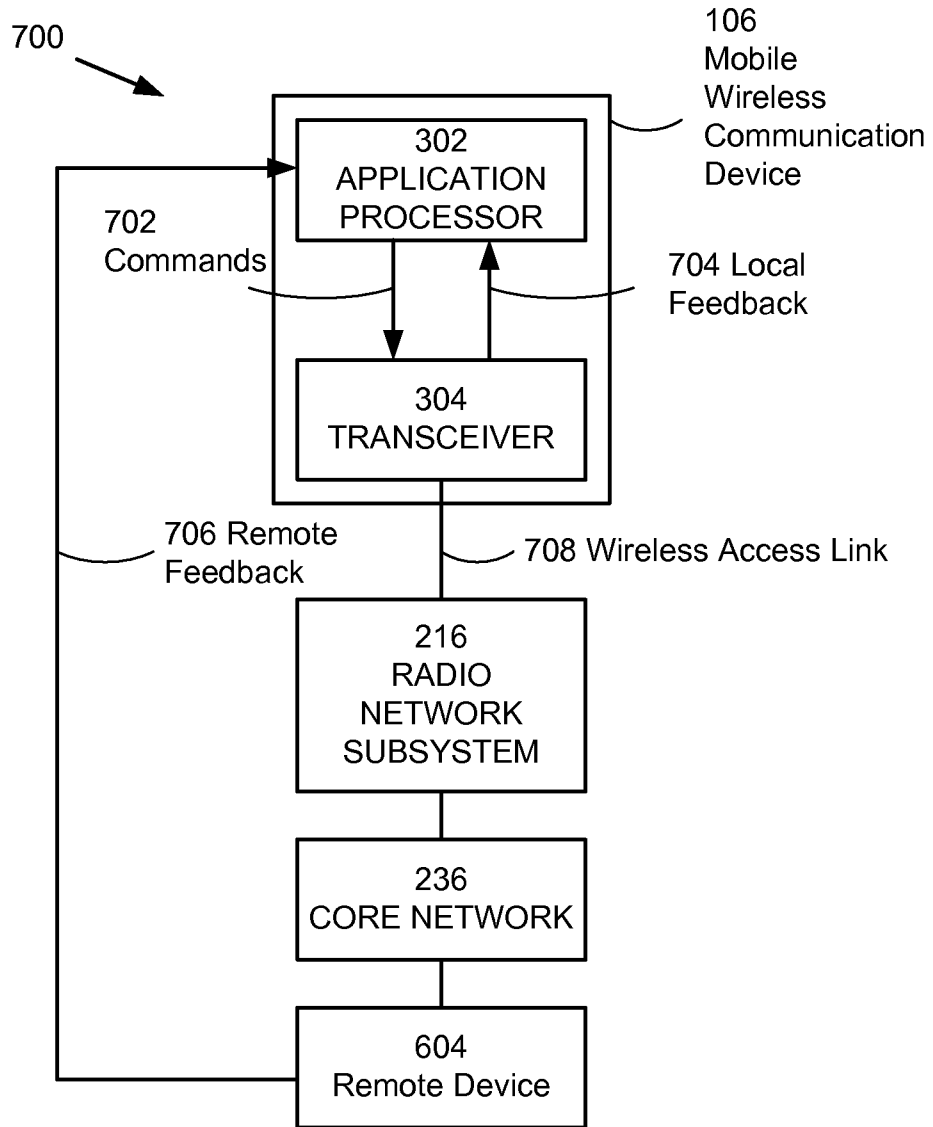 700
106
Mobile
Wireless
Communication
Device
302
APPLICATION
PROCESSOR
702
Commands
704 Local
Feedback
304
TRANSCEIVER
706 Remote
Feedback
708 Wireless Access Link
216
RADIO
NETWORK
SUBSYSTEM
236
CORE NETWORK
604
Remote Device